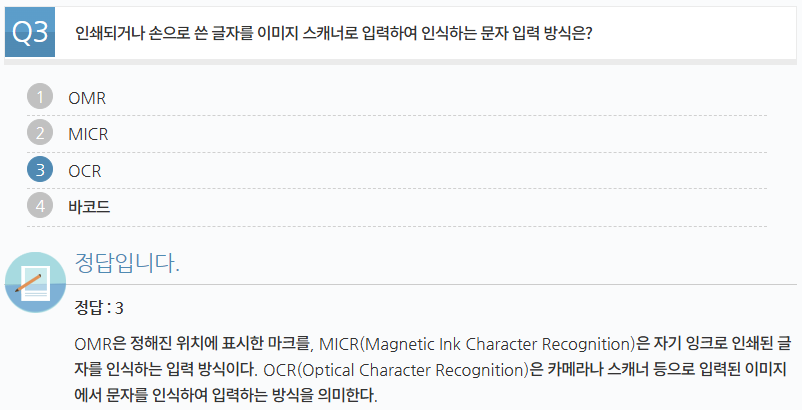 Q3 인쇄되거나 손으로 쓴 글자를 이미지 스캐너로 입력하여 인식하는 문자 입력 방식은?
1 OMR
2 MICR
3 OCR
4 바코드
정답입니다.
정답 : 3
OMR은 정해진 위치에 표시한 마크를, MICR(Magnetic Ink Character Recognition)은 자기 잉크로 인쇄된 글
자를 인식하는 입력 방식이다. OCR(Optical Character Recognition)은 카메라나 스캐너 등으로 입력된 이미지
에서 문자를 인식하여 입력하는 방식을 의미한다.